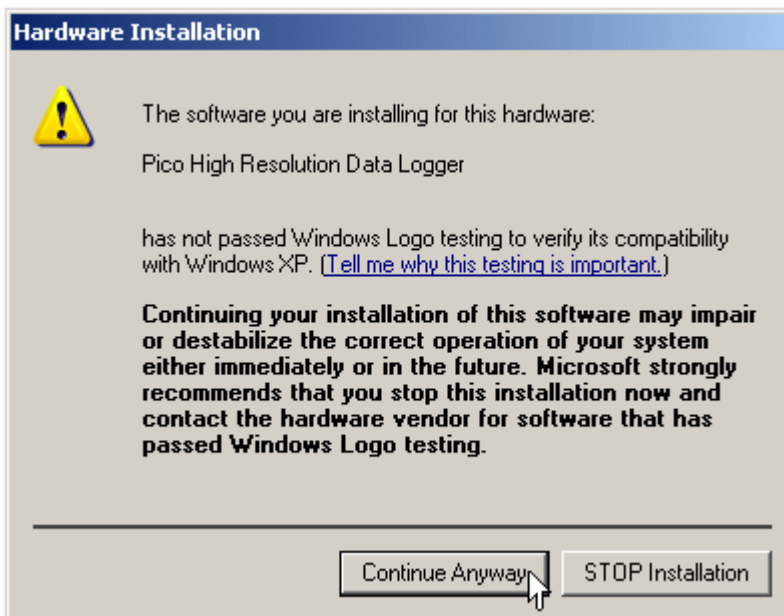 Hardware Installation
The software you are installing for this hardware:
Pico High Resolution Data Logger
has not passed Windows Logo testing to verify its compatibility
with Windows XP. (Tell me why this testing is important.)
Continuing your installation of this software may impair
or destabilize the correct operation of your system
either immediately or in the future. Microsoft strongly
recommends that you stop this installation now and
contact the hardware vendor for software that has
passed Windows Logo testing.
Continue Anyway
STOP Installation